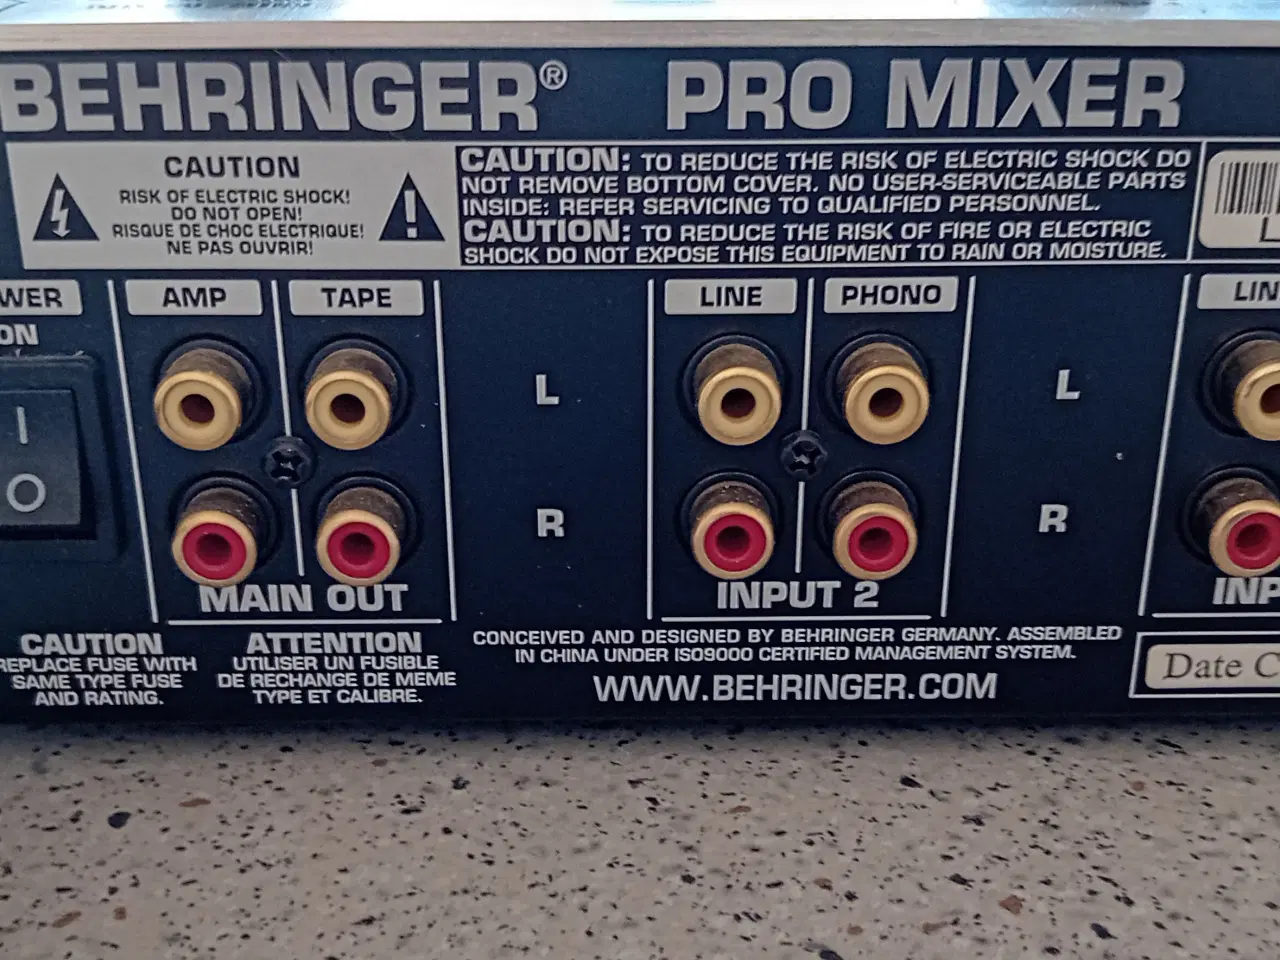 BEHRINGER® PRO MIXER
CAUTION
RISK OF ELECTRIC SHOCK!
DO NOT OPEN!
RISQUE DE CHOC ELECTRIQUE!
NE PAS OUVRIR!
CAUTION: TO REDUCE THE RISK OF ELECTRIC SHOCK DO
NOT REMOVE BOTTOM COVER. NO USER-SERVICEABLE PARTS
INSIDE: REFER SERVICING TO QUALIFIED PERSONNEL.
CAUTION: TO REDUCE THE RISK OF FIRE OR ELECTRIC
SHOCK DO NOT EXPOSE THIS EQUIPMENT TO RAIN OR MOISTURE.
WER
ON
I
O
AMP
TAPE
L
R
MAIN OUT
LINE
PHONO
L
R
INPUT 2
LIN
INP
CAUTION
REPLACE FUSE WITH
SAME TYPE FUSE
AND RATING.
ATTENTION
UTILISER UN FUSIBLE
DE RECHANGE DE MEME
TYPE ET CALIBRE.
CONCEIVED AND DESIGNED BY BEHRINGER GERMANY. ASSEMBLED
IN CHINA UNDER ISO9000 CERTIFIED MANAGEMENT SYSTEM.
WWW.BEHRINGER.COM
Date C